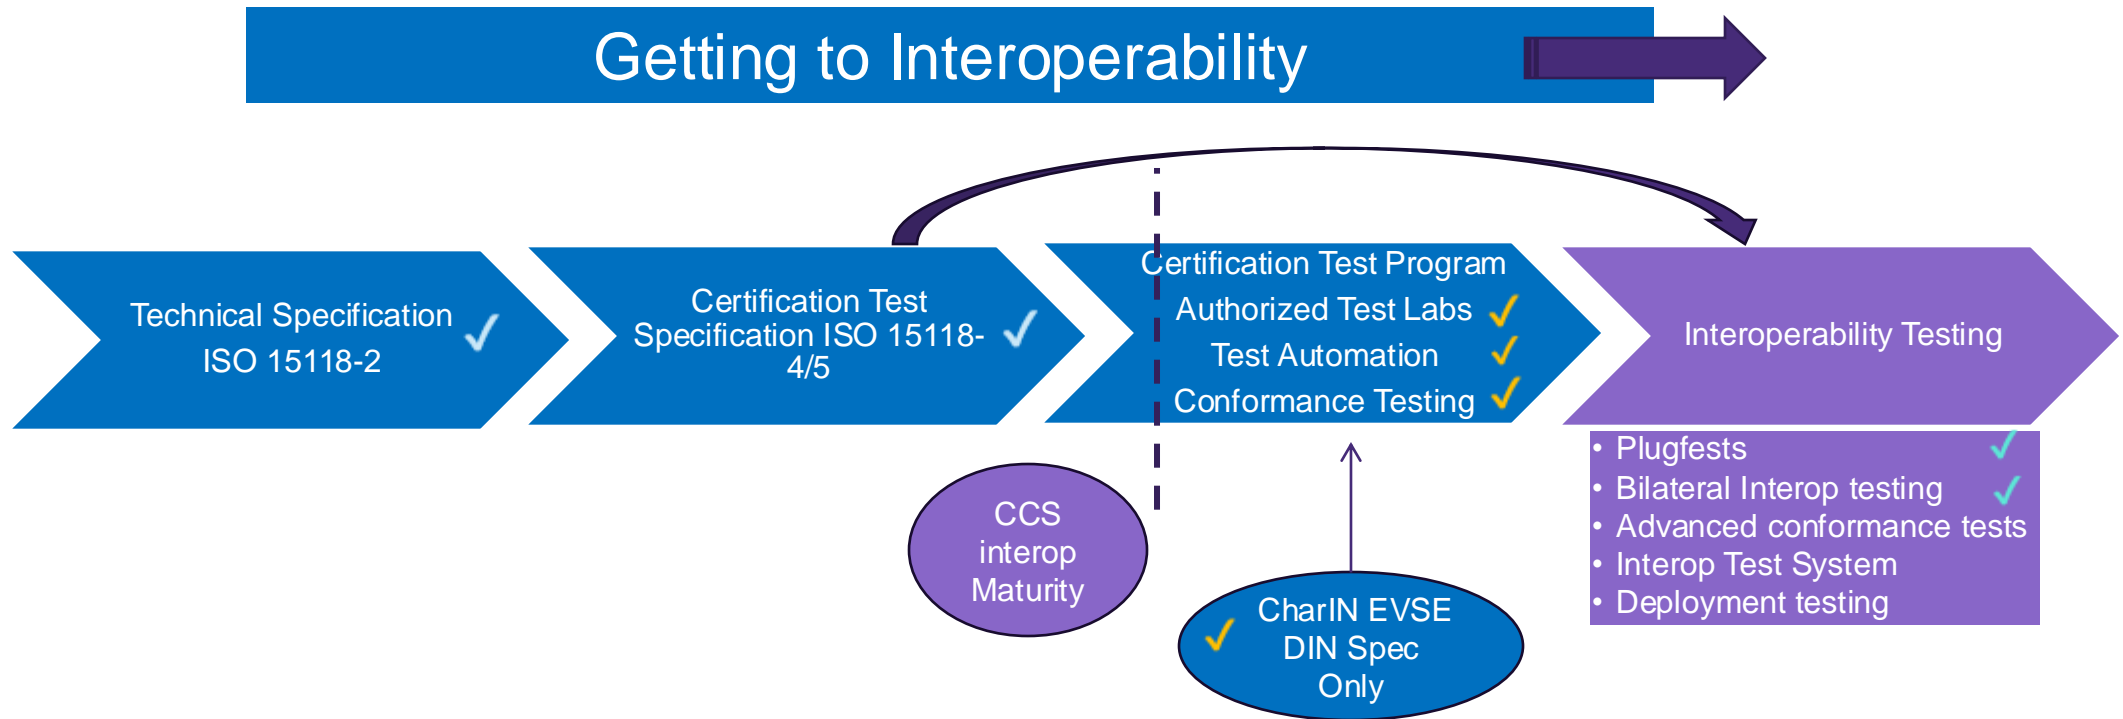 Getting to Interoperability
Technical Specification
ISO 15118-2
Certification Test
Specification ISO 15118-
4/5
Certification Test Program
Authorized Test Labs
Test Automation
Conformance Testing
Interoperability Testing
• Plugfests
• Bilateral Interop testing
• Advanced conformance tests
• Interop Test System
• Deployment testing
CCS
interop
Maturity
CharIN EVSE
DIN Spec
Only